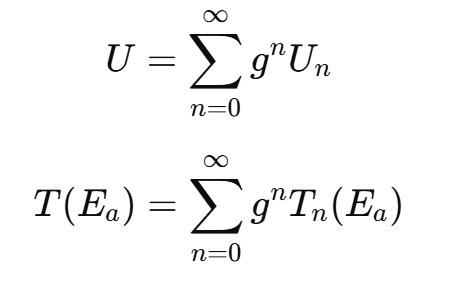 U = \sum_{n=0}^{\infty} g^n U_n
T(E_a) = \sum_{n=0}^{\infty} g^n T_n(E_a)